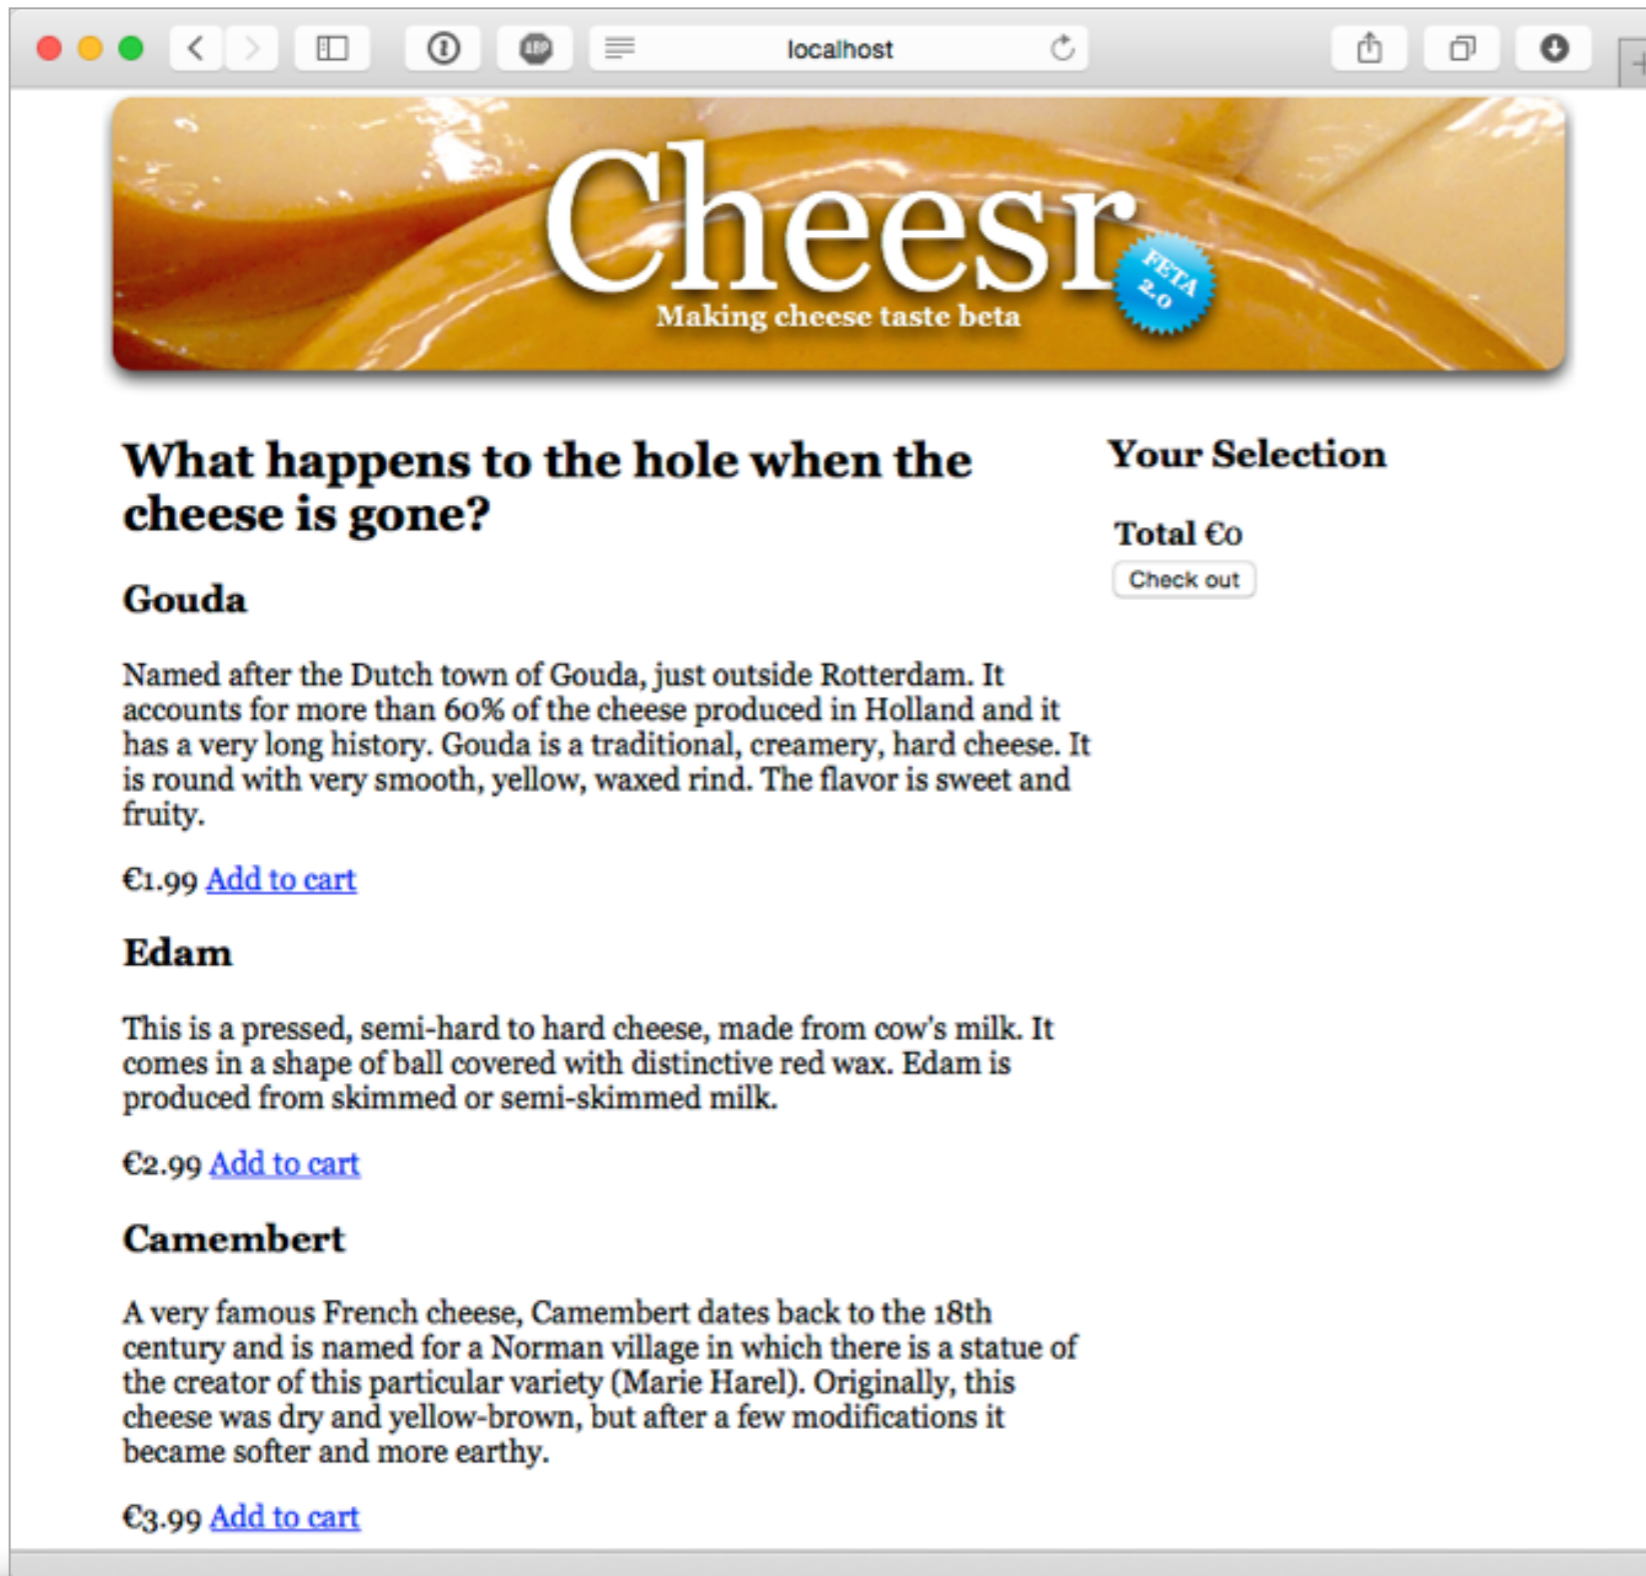 ABP
localhost
Cheesr
FETA
2.0
Making cheese taste beta
What happens to the hole when the
cheese is gone?
Gouda
Named after the Dutch town of Gouda, just outside Rotterdam. It
accounts for more than 60% of the cheese produced in Holland and it
has a very long history. Gouda is a traditional, creamery, hard cheese. It
is round with very smooth, yellow, waxed rind. The flavor is sweet and
fruity.
€1.99 Add to cart
Edam
This is a pressed, semi-hard to hard cheese, made from cow's milk. It
comes in a shape of ball covered with distinctive red wax. Edam is
produced from skimmed or semi-skimmed milk.
€2.99 Add to cart
Camembert
A very famous French cheese, Camembert dates back to the 18th
century and is named for a Norman village in which there is a statue of
the creator of this particular variety (Marie Harel). Originally, this
cheese was dry and yellow-brown, but after a few modifications it
became softer and more earthy.
€3.99 Add to cart
Your Selection
Total €0
Check out